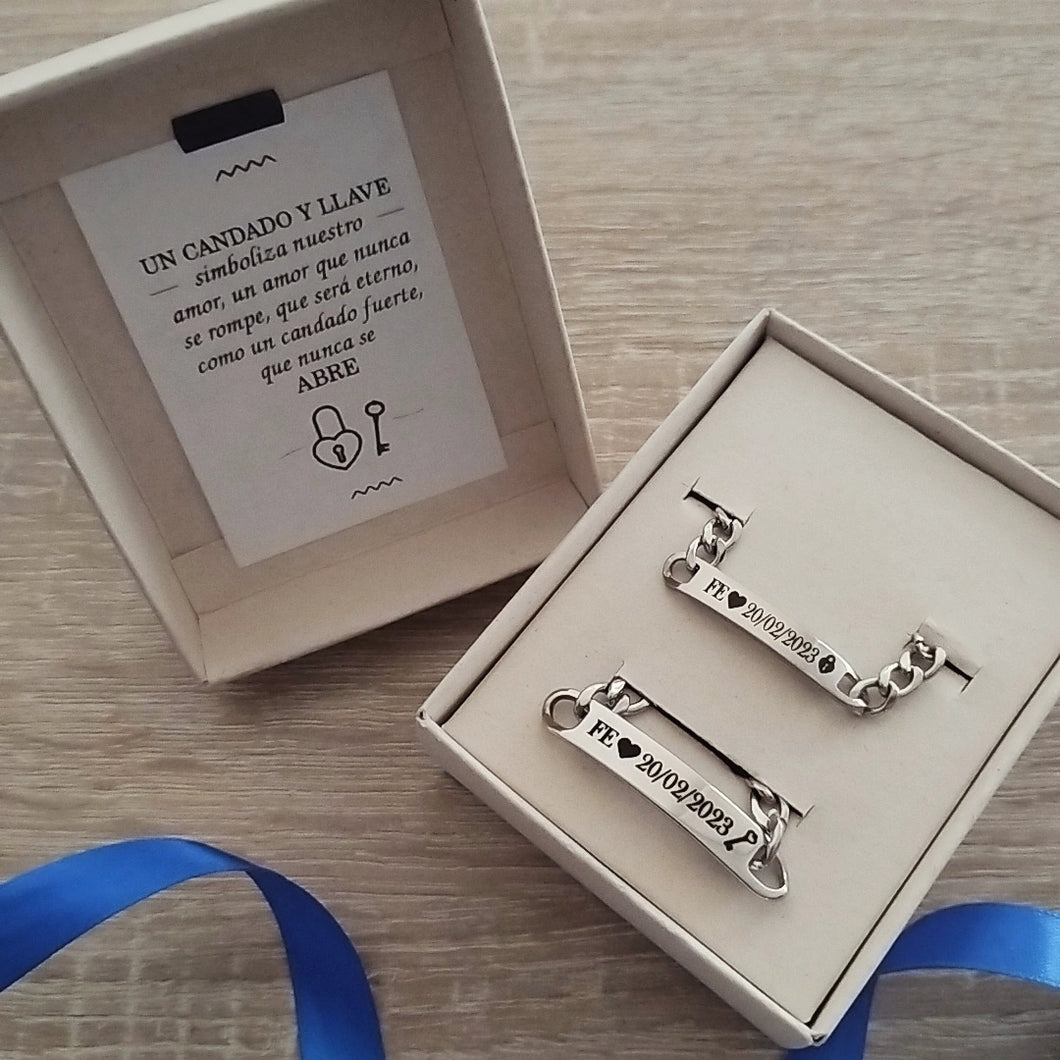 UN CANDADO Y LLAVE
simboliza nuestro
amor, un amor que nunca
se rompe, que será eterno,
como un candado fuerte,
que nunca se
ABRE
FE♥20/02/2023
FE♥20/02/2023